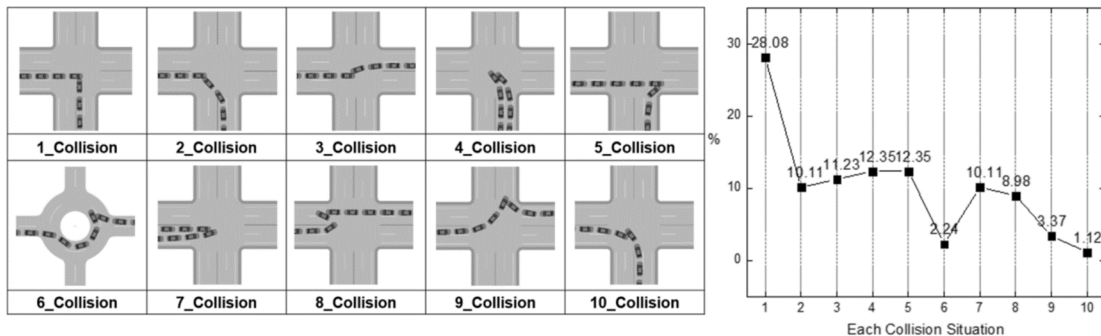 1_Collision
2_Collision
3_Collision
4_Collision
5_Collision
6_Collision
7_Collision
8_Collision
9_Collision
10_Collision
30
20
10
0
%
28.08
10.11
11.23
12.35
12.35
2.24
10.11
8.98
3.37
1.12
1 2 3 4 5 6 7 8 9 10
Each Collision Situation